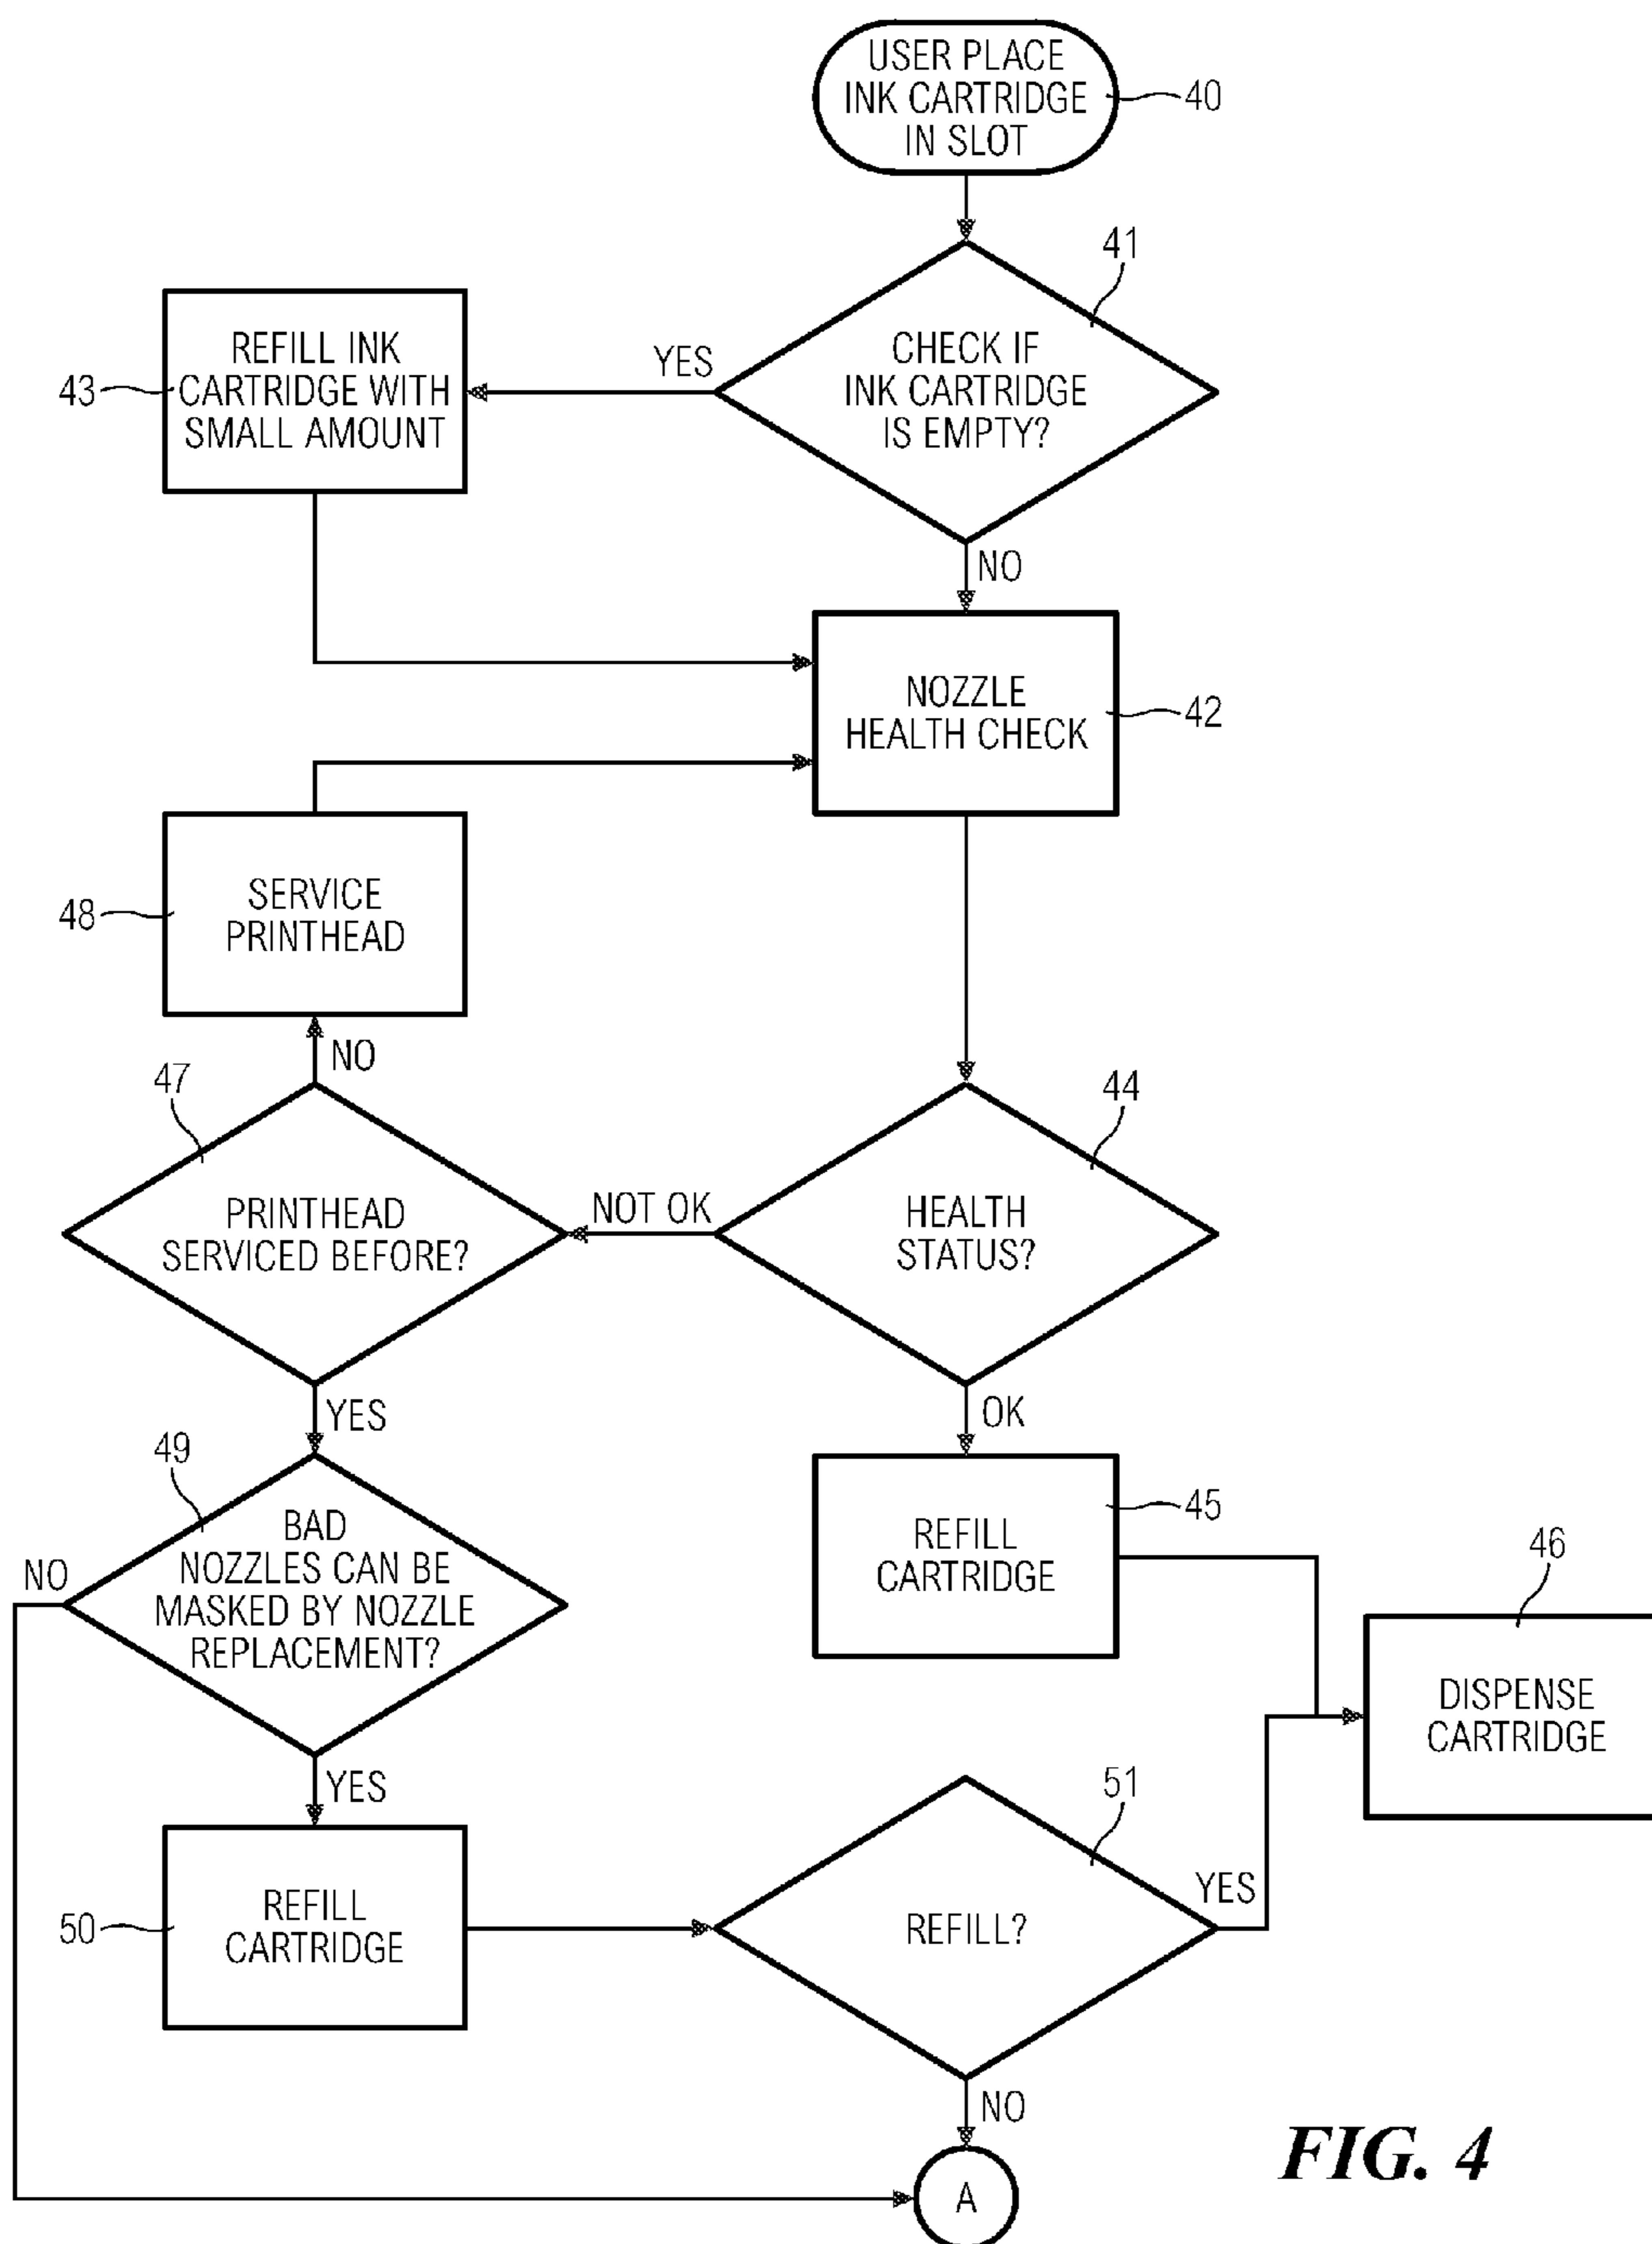 USER PLACE
INK CARTRIDGE
IN SLOT
40
41
CHECK IF
INK CARTRIDGE
IS EMPTY?
YES
REFILL INK
CARTRIDGE WITH
SMALL AMOUNT
43
NO
NOZZLE
HEALTH CHECK
42
SERVICE
PRINTHEAD
48
NO
47
PRINTHEAD
SERVICED BEFORE?
NOT OK
44
HEALTH
STATUS?
YES
OK
49
BAD
NOZZLES CAN BE
MASKED BY NOZZLE
REPLACEMENT?
NO
REFILL
CARTRIDGE
45
46
DISPENSE
CARTRIDGE
YES
REFILL
CARTRIDGE
50
51
REFILL?
YES
NO
A
FIG. 4